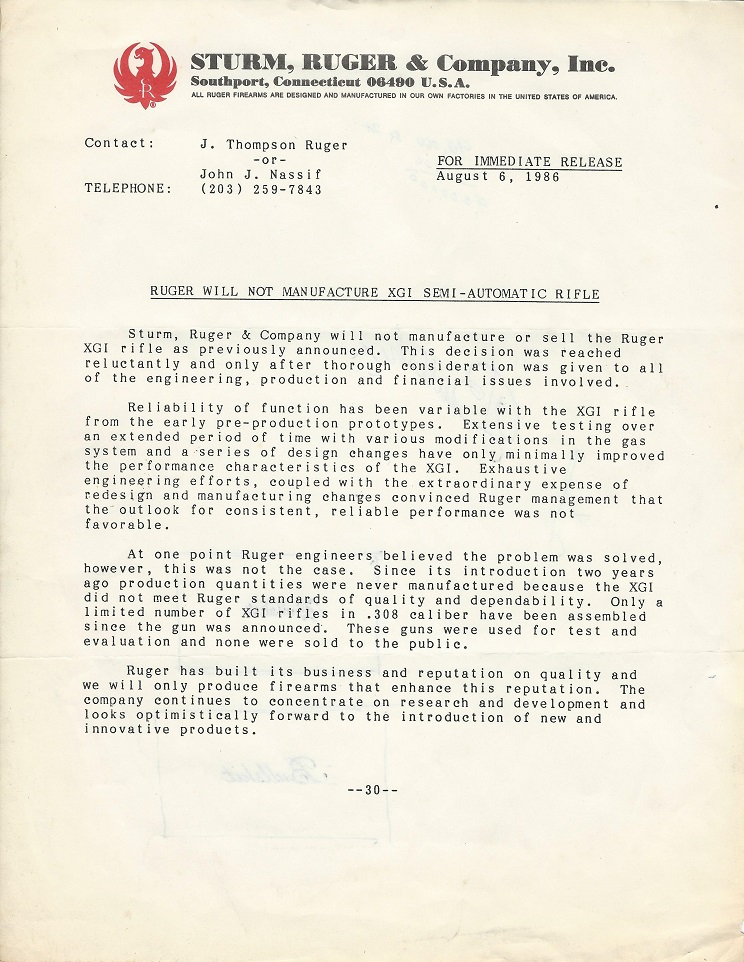 STURM, RUGER & Company, Inc.
Southport, Connecticut 06490 U.S.A.
ALL RUGER FIREARMS ARE DESIGNED AND MANUFACTURED IN OUR OWN FACTORIES IN THE UNITED STATES OF AMERICA.
Contact: J. Thompson Ruger
-or-
John J. Nassif
TELEPHONE: (203) 259-7843
FOR IMMEDIATE RELEASE
August 6, 1986
RUGER WILL NOT MANUFACTURE XGI SEMI-AUTOMATIC RIFLE
Sturm, Ruger & Company will not manufacture or sell the Ruger
XGI rifle as previously announced. This decision was reached
reluctantly and only after thorough consideration was given to all
of the engineering, production and financial issues involved.
Reliability of function has been variable with the XGI rifle
from the early pre-production prototypes. Extensive testing over
an extended period of time with various modifications in the gas
system and a series of design changes have only minimally improved
the performance characteristics of the XGI. Exhaustive
engineering efforts, coupled with the extraordinary expense of
redesign and manufacturing changes convinced Ruger management that
the outlook for consistent, reliable performance was not
favorable.
At one point Ruger engineers believed the problem was solved,
however, this was not the case. Since its introduction two years
ago production quantities were never manufactured because the XGI
did not meet Ruger standards of quality and dependability. Only a
limited number of XGI rifles in .308 caliber have been assembled
since the gun was announced. These guns were used for test and
evaluation and none were sold to the public.
Ruger has built its business and reputation on quality and
we will only produce firearms that enhance this reputation. The
company continues to concentrate on research and development and
looks optimistically forward to the introduction of new and
innovative products.
--30--